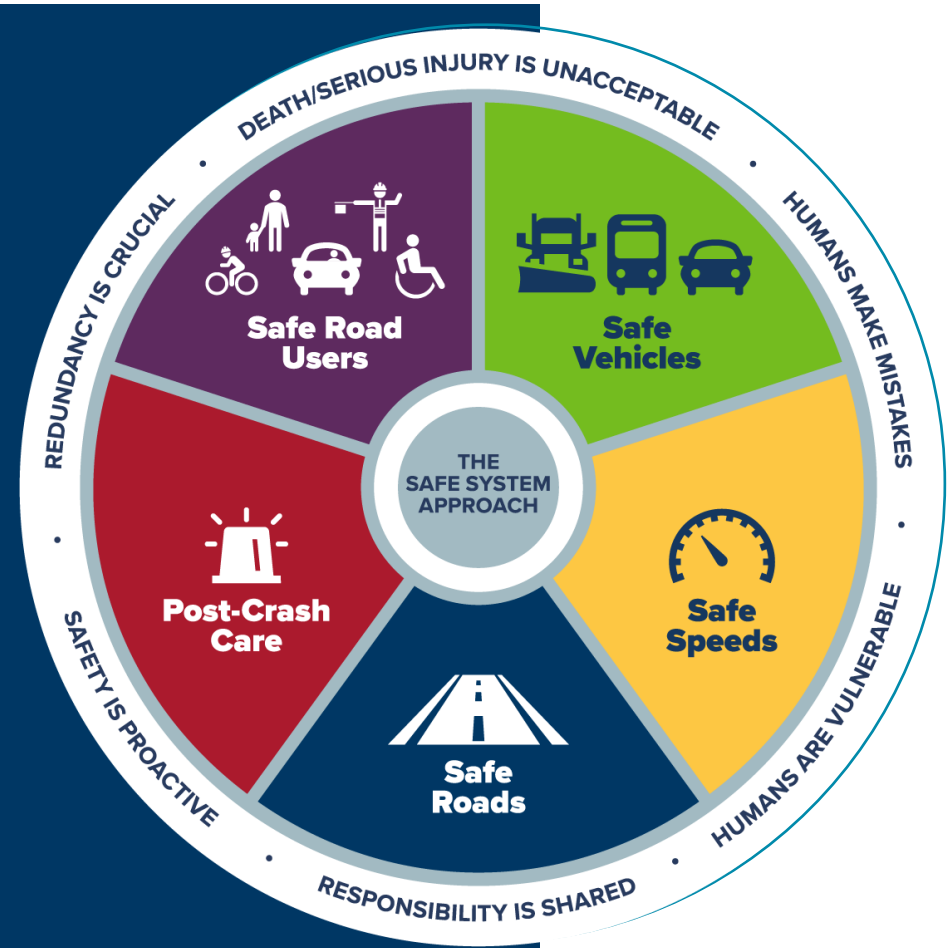 DEATH/SERIOUS INJURY IS UNACCEPTABLE
HUMANS MAKE MISTAKES
HUMANS ARE VULNERABLE
RESPONSIBILITY IS SHARED
SAFETY IS PROACTIVE
REDUNDANCY IS CRUCIAL
Safe Road
Users
Safe
Vehicles
Safe
Speeds
Safe
Roads
Post-Crash
Care
THE
SAFE SYSTEM
APPROACH